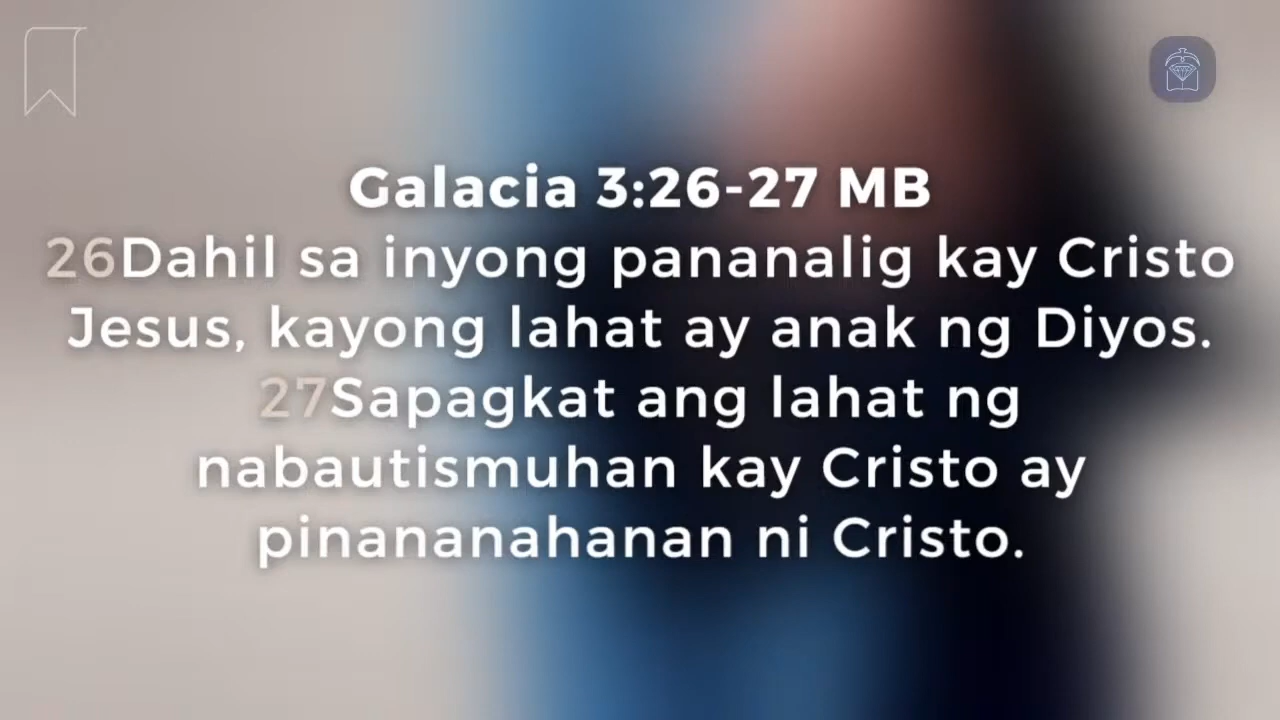 Galacia 3:26-27 MB
26Dahil sa inyong pananalig kay Cristo
Jesus, kayong lahat ay anak ng Diyos.
27Sapagkat ang lahat ng
nabautismuhan kay Cristo ay
pinananahanan ni Cristo.